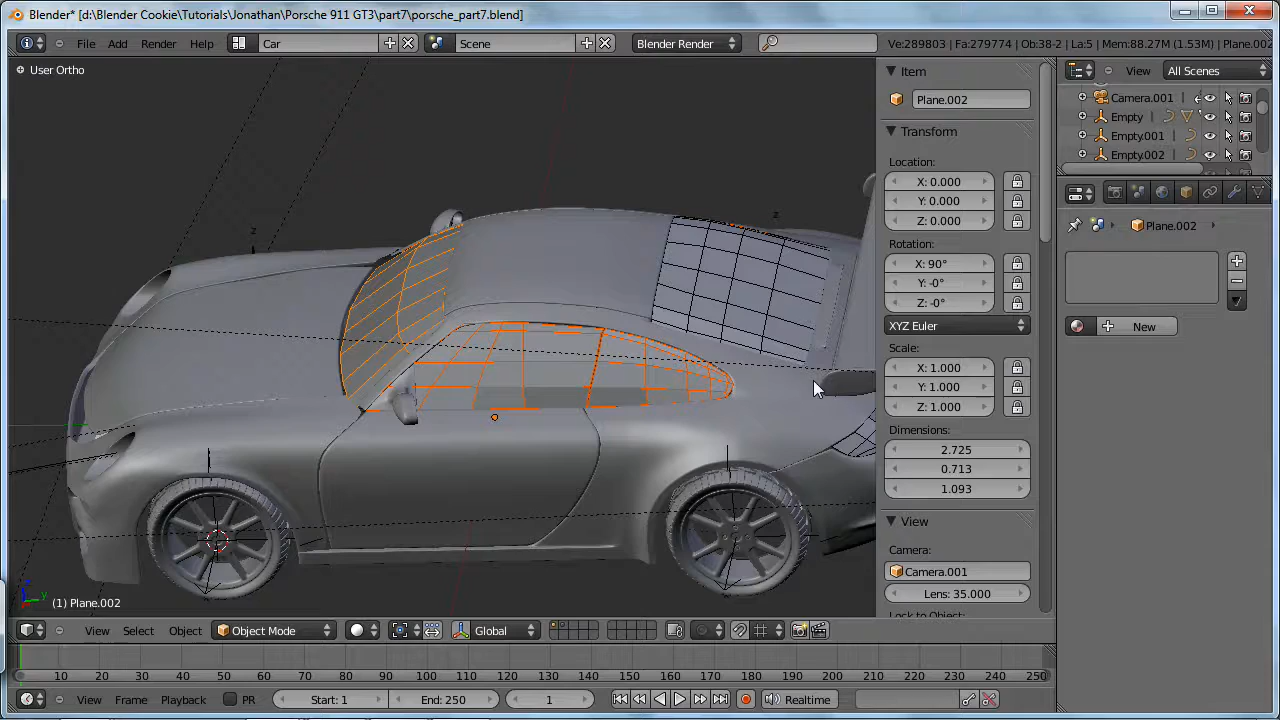 Blender* [d:\Blender Cookie\Tutorials\Jonathan\Porsche 911 GT3\part7\porsche_part7.blend]
File Add Render Help Car Scene Blender Render Ve:289803 | Fa:279774 | Ob:38-2 | La:5 | Mem:88.27M (1.53M) | Plane.002
User Ortho
Item
Plane.002
Transform
Location:
X: 0.000
Y: 0.000
Z: 0.000
Rotation:
X: 90°
Y: -0°
Z: -0°
XYZ Euler
Scale:
X: 1.000
Y: 1.000
Z: 1.000
Dimensions:
2.725
0.713
1.093
View
Camera:
Camera.001
Lens: 35.000
Lock to Object:
View All Scenes
Camera.001
Empty
Empty.001
Empty.002
Plane.002
New
z
z
z
y
(1) Plane.002
View Select Object Object Mode Global
0 10 20 30 40 50 60 70 80 90 100 110 120 130 140 150 160 170 180 190 200 210 220 230 240 250
View Frame Playback PR Start: 1 End: 250 1 Realtime